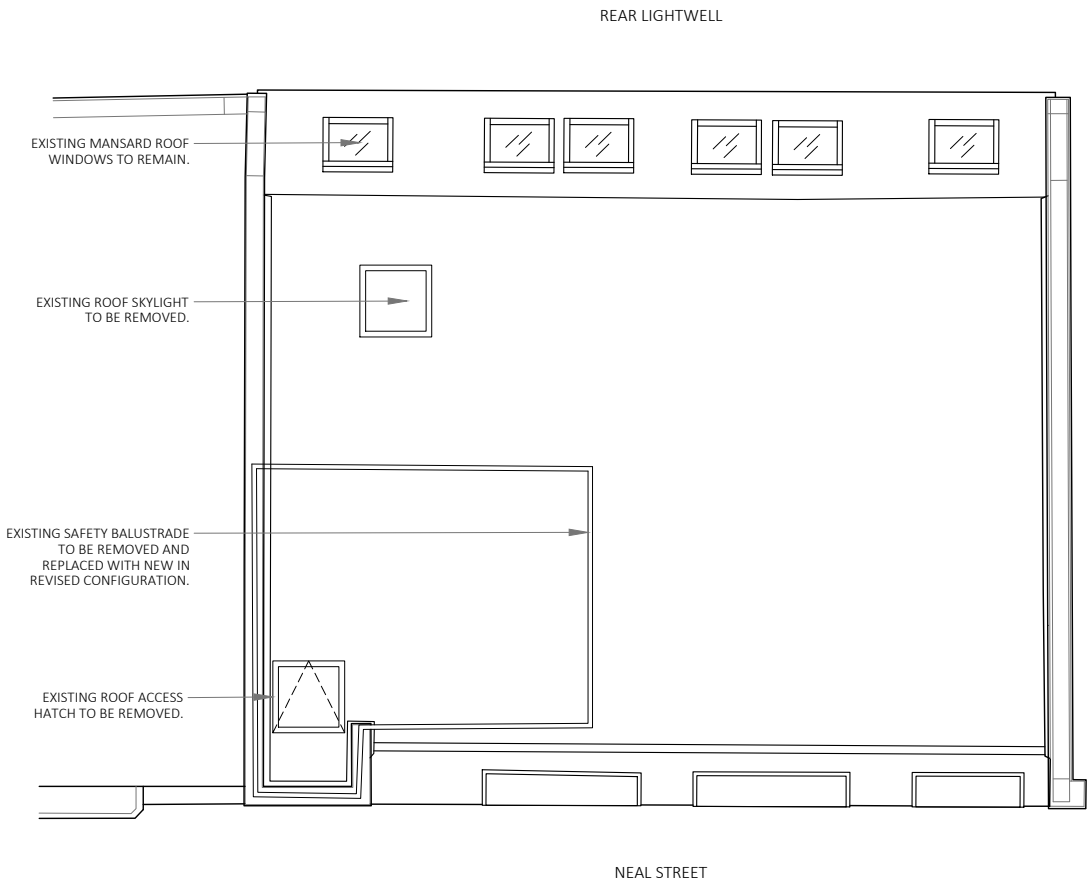 REAR LIGHTWELL
EXISTING MANSARD ROOF
WINDOWS TO REMAIN.
EXISTING ROOF SKYLIGHT
TO BE REMOVED.
EXISTING SAFETY BALUSTRADE
TO BE REMOVED AND
REPLACED WITH NEW IN
REVISED CONFIGURATION.
EXISTING ROOF ACCESS
HATCH TO BE REMOVED.
NEAL STREET